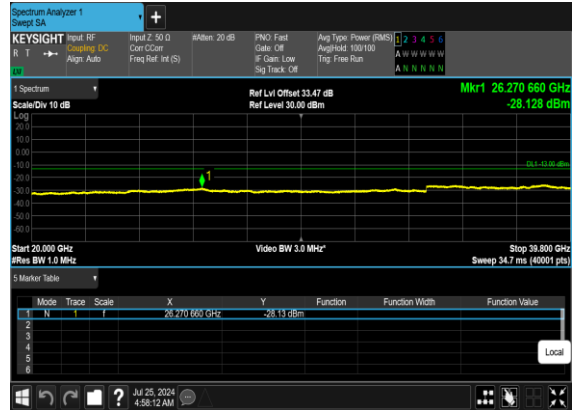 Spectrum Analyzer 1
Swept SA
+
KEYSIGHT Input: RF Input Z: 50 Ω #Atten: 20 dB PNO: Fast Avg Type: Power (RMS) 1 2 3 4 5 6
R T Coupling: DC Corr CCorr Gate: Off Avg|Hold: 100/100 A W W W W W
Align: Auto Freq Ref: Int (S) IF Gain: Low Trig: Free Run
Sig Track: Off A N N N N N
1 Spectrum Ref Lvl Offset 33.47 dB Mkr1 26.270 660 GHz
Scale/Div 10 dB Ref Level 30.00 dBm -28.128 dBm
Log
20.0
10.0
0.00
-10.0
DL1 -13.00 dBm
-20.0
1
-30.0
-40.0
-50.0
-60.0
Start 20.000 GHz Video BW 3.0 MHz* Stop 39.800 GHz
#Res BW 1.0 MHz Sweep 34.7 ms (40001 pts)
5 Marker Table
Mode Trace Scale X Y Function Function Width Function Value
1 N 1 f 26.270 660 GHz -28.13 dBm
2
3
4
5
6
Local
? Jul 25, 2024
4:58:12 AM